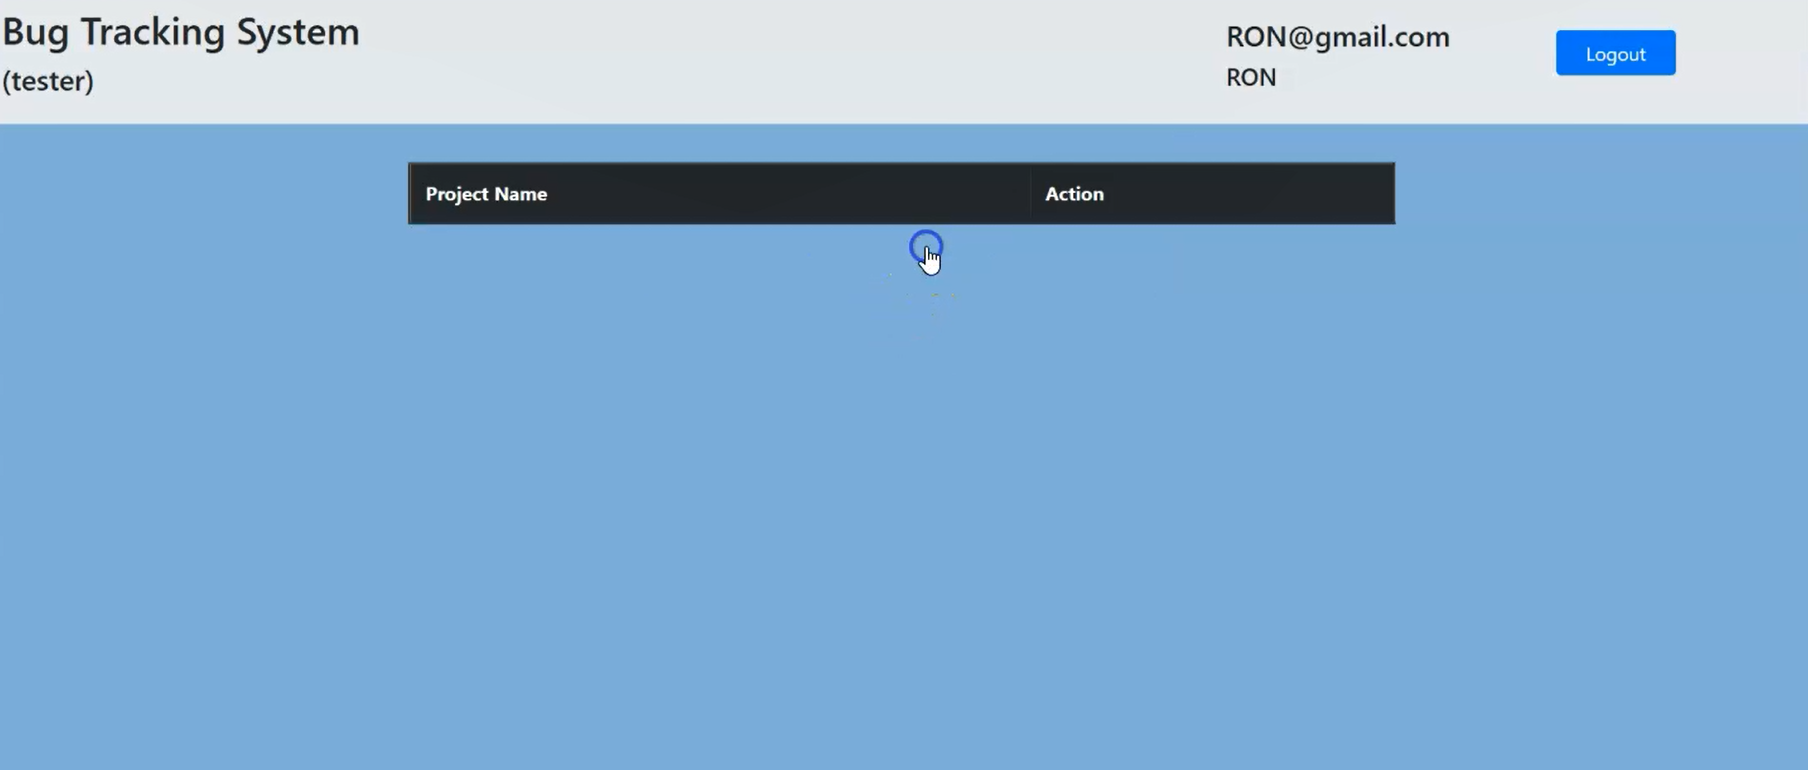 Bug Tracking System
(tester)
RON@gmail.com
RON
Logout
Project Name
Action